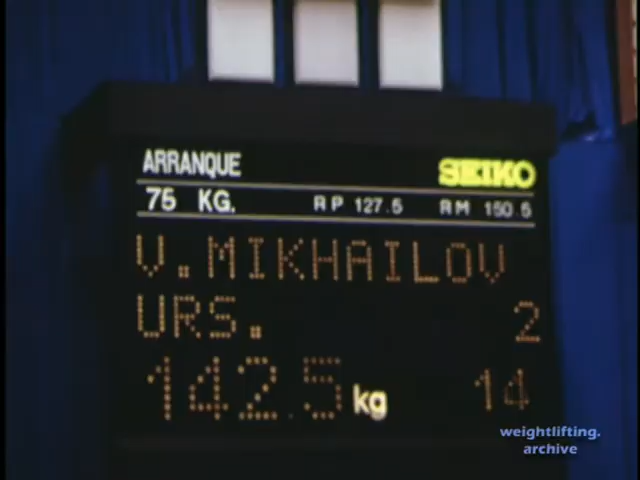 ARRANQUE SEIKO
75 KG. RP 127.5 RM 150.5
V.MIKHAILOV
URS. 2
142.5 kg 14
weightlifting.
archive